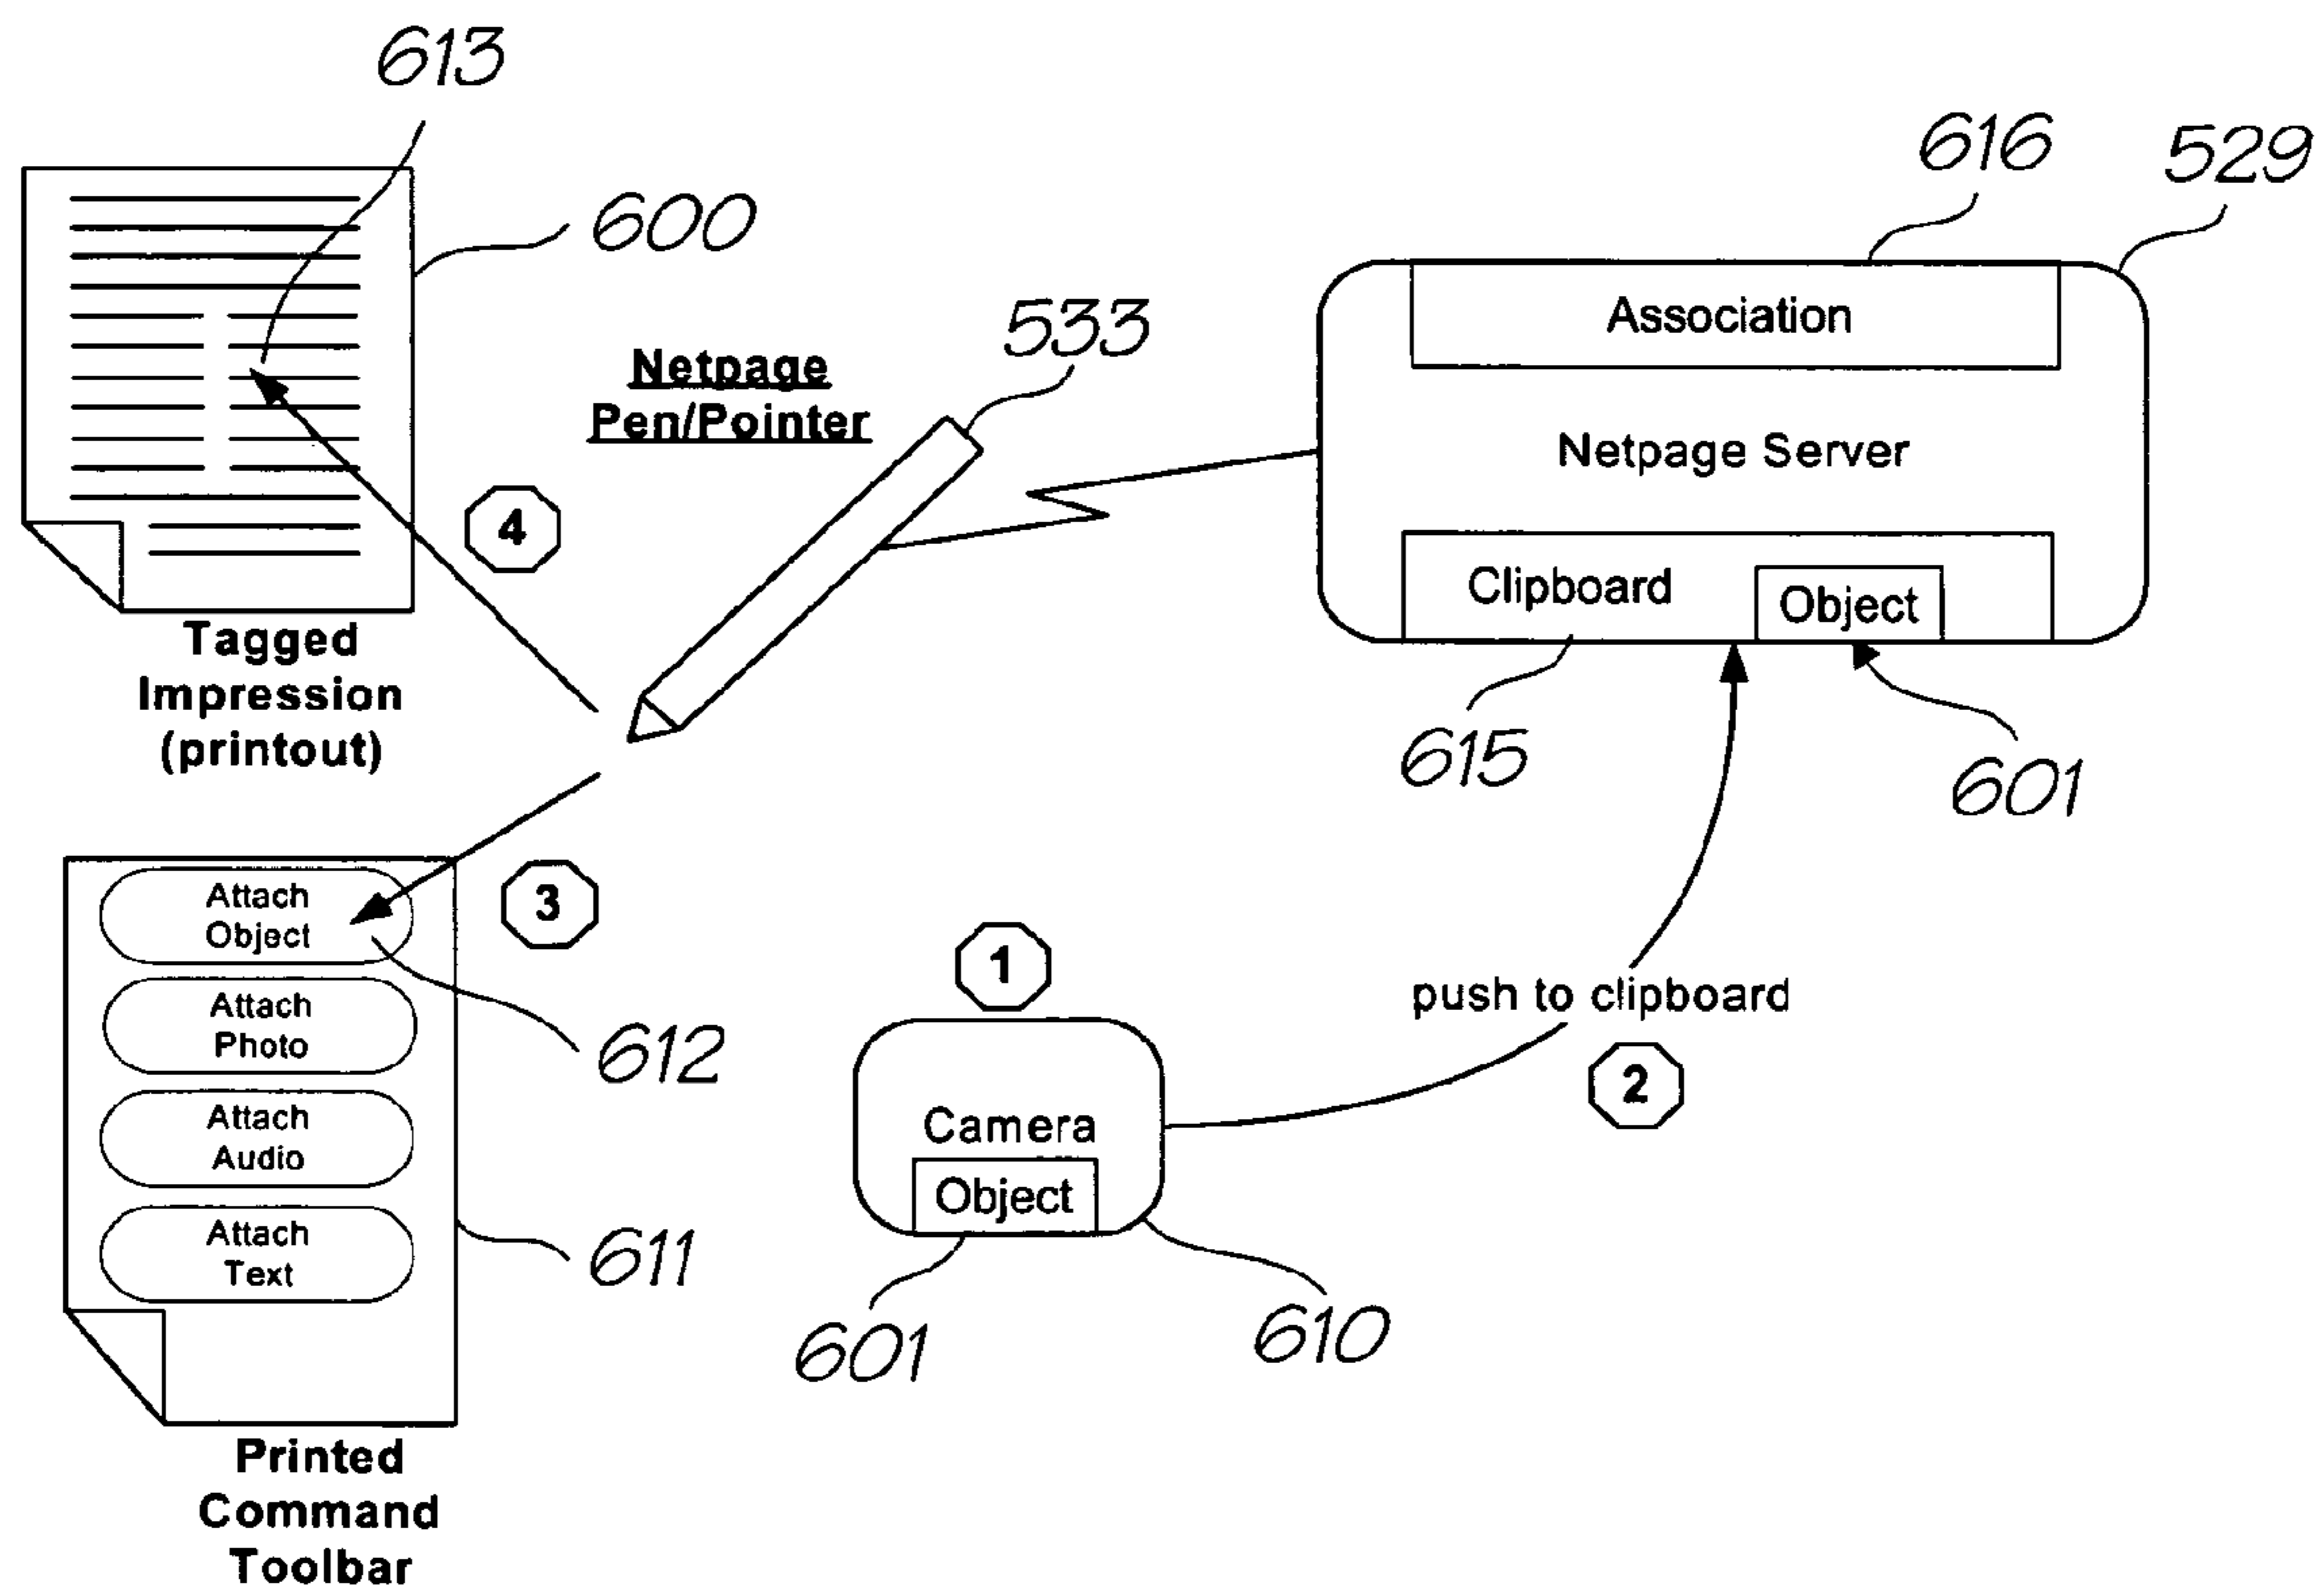 613
600
616
529
533
Netpage
Pen/Pointer
Association
Netpage Server
Clipboard
Object
615
601
4
Tagged
Impression
(printout)
3
Attach
Object
Attach
Photo
Attach
Audio
Attach
Text
612
611
Printed
Command
Toolbar
1
Camera
Object
601
610
push to clipboard
2